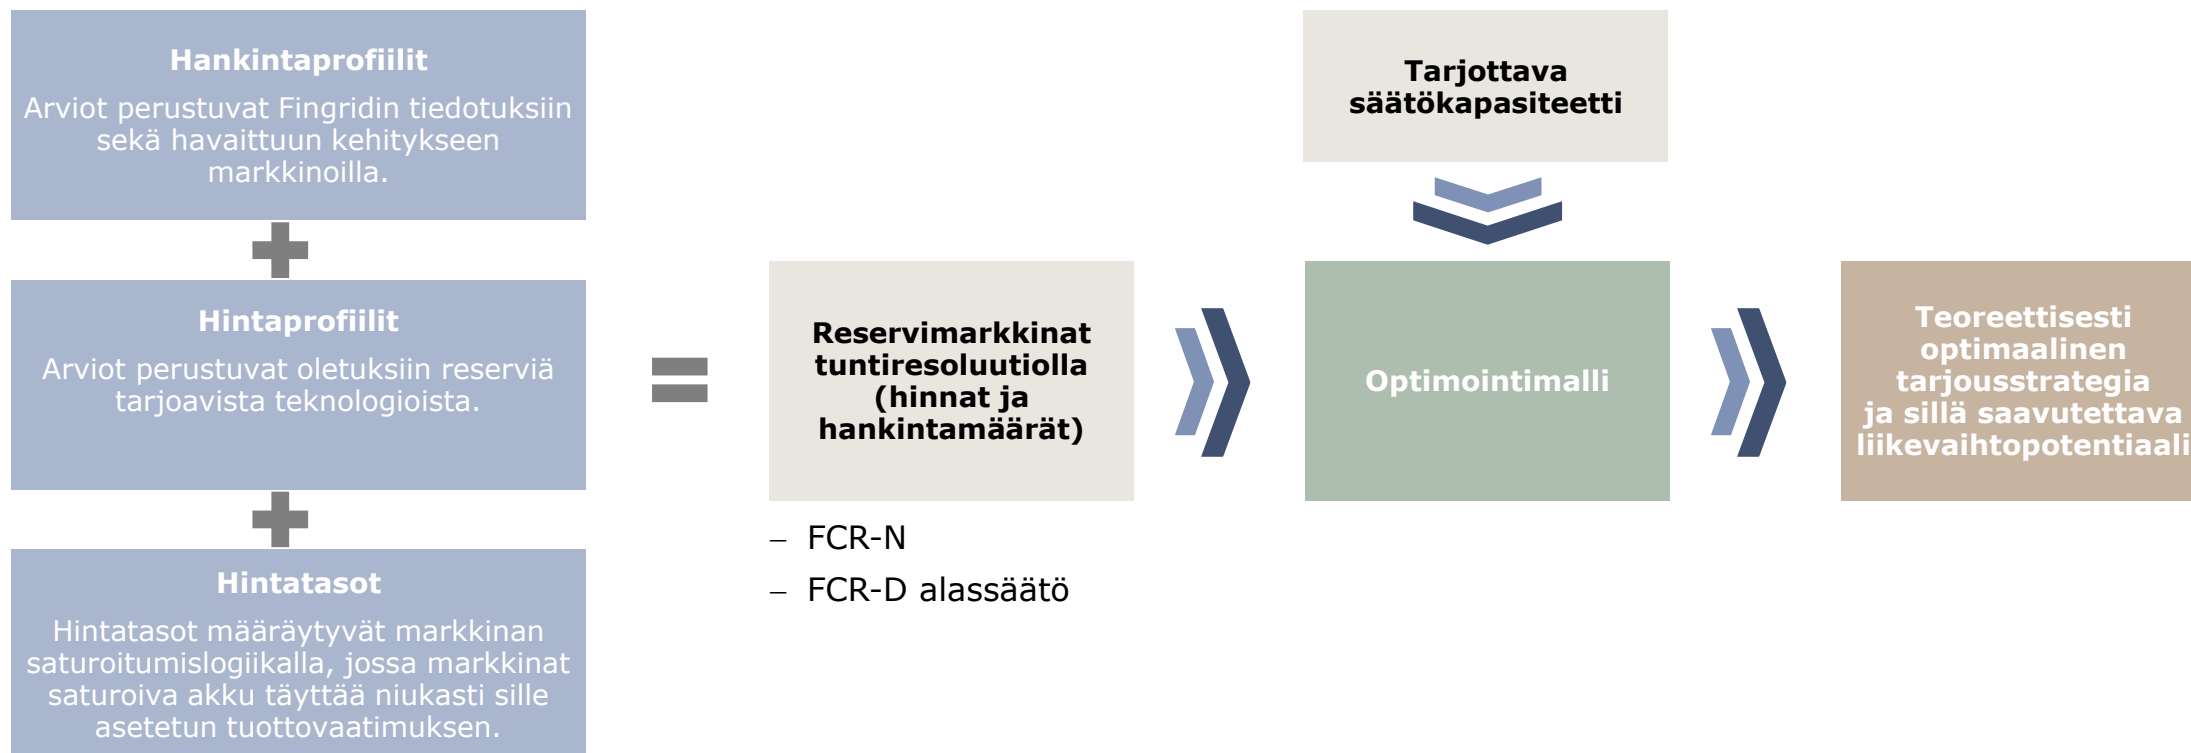 Hankintaprofiilit
Arviot perustuvat Fingridin tiedotuksiin
sekä havaittuun kehitykseen
markkinoilla.
Hintaprofiilit
Arviot perustuvat oletuksiin reserviä
tarjoavista teknologioista.
Hintatasot
Hintatasot määräytyvät markkinan
saturoitumislogiikalla, jossa markkinat
saturoiva akku täyttää niukasti sille
asetetun tuottovaatimuksen.
Reservimarkkinat
tuntiresoluutiolla
(hinnat ja
hankintamäärät)
– FCR-N
– FCR-D alassäätö
Tarjottava
säätökapasiteetti
Optimointimalli
Teoreettisesti
optimaalinen
tarjousstrategia
ja sillä saavutettava
liikevaihtopotentiaali